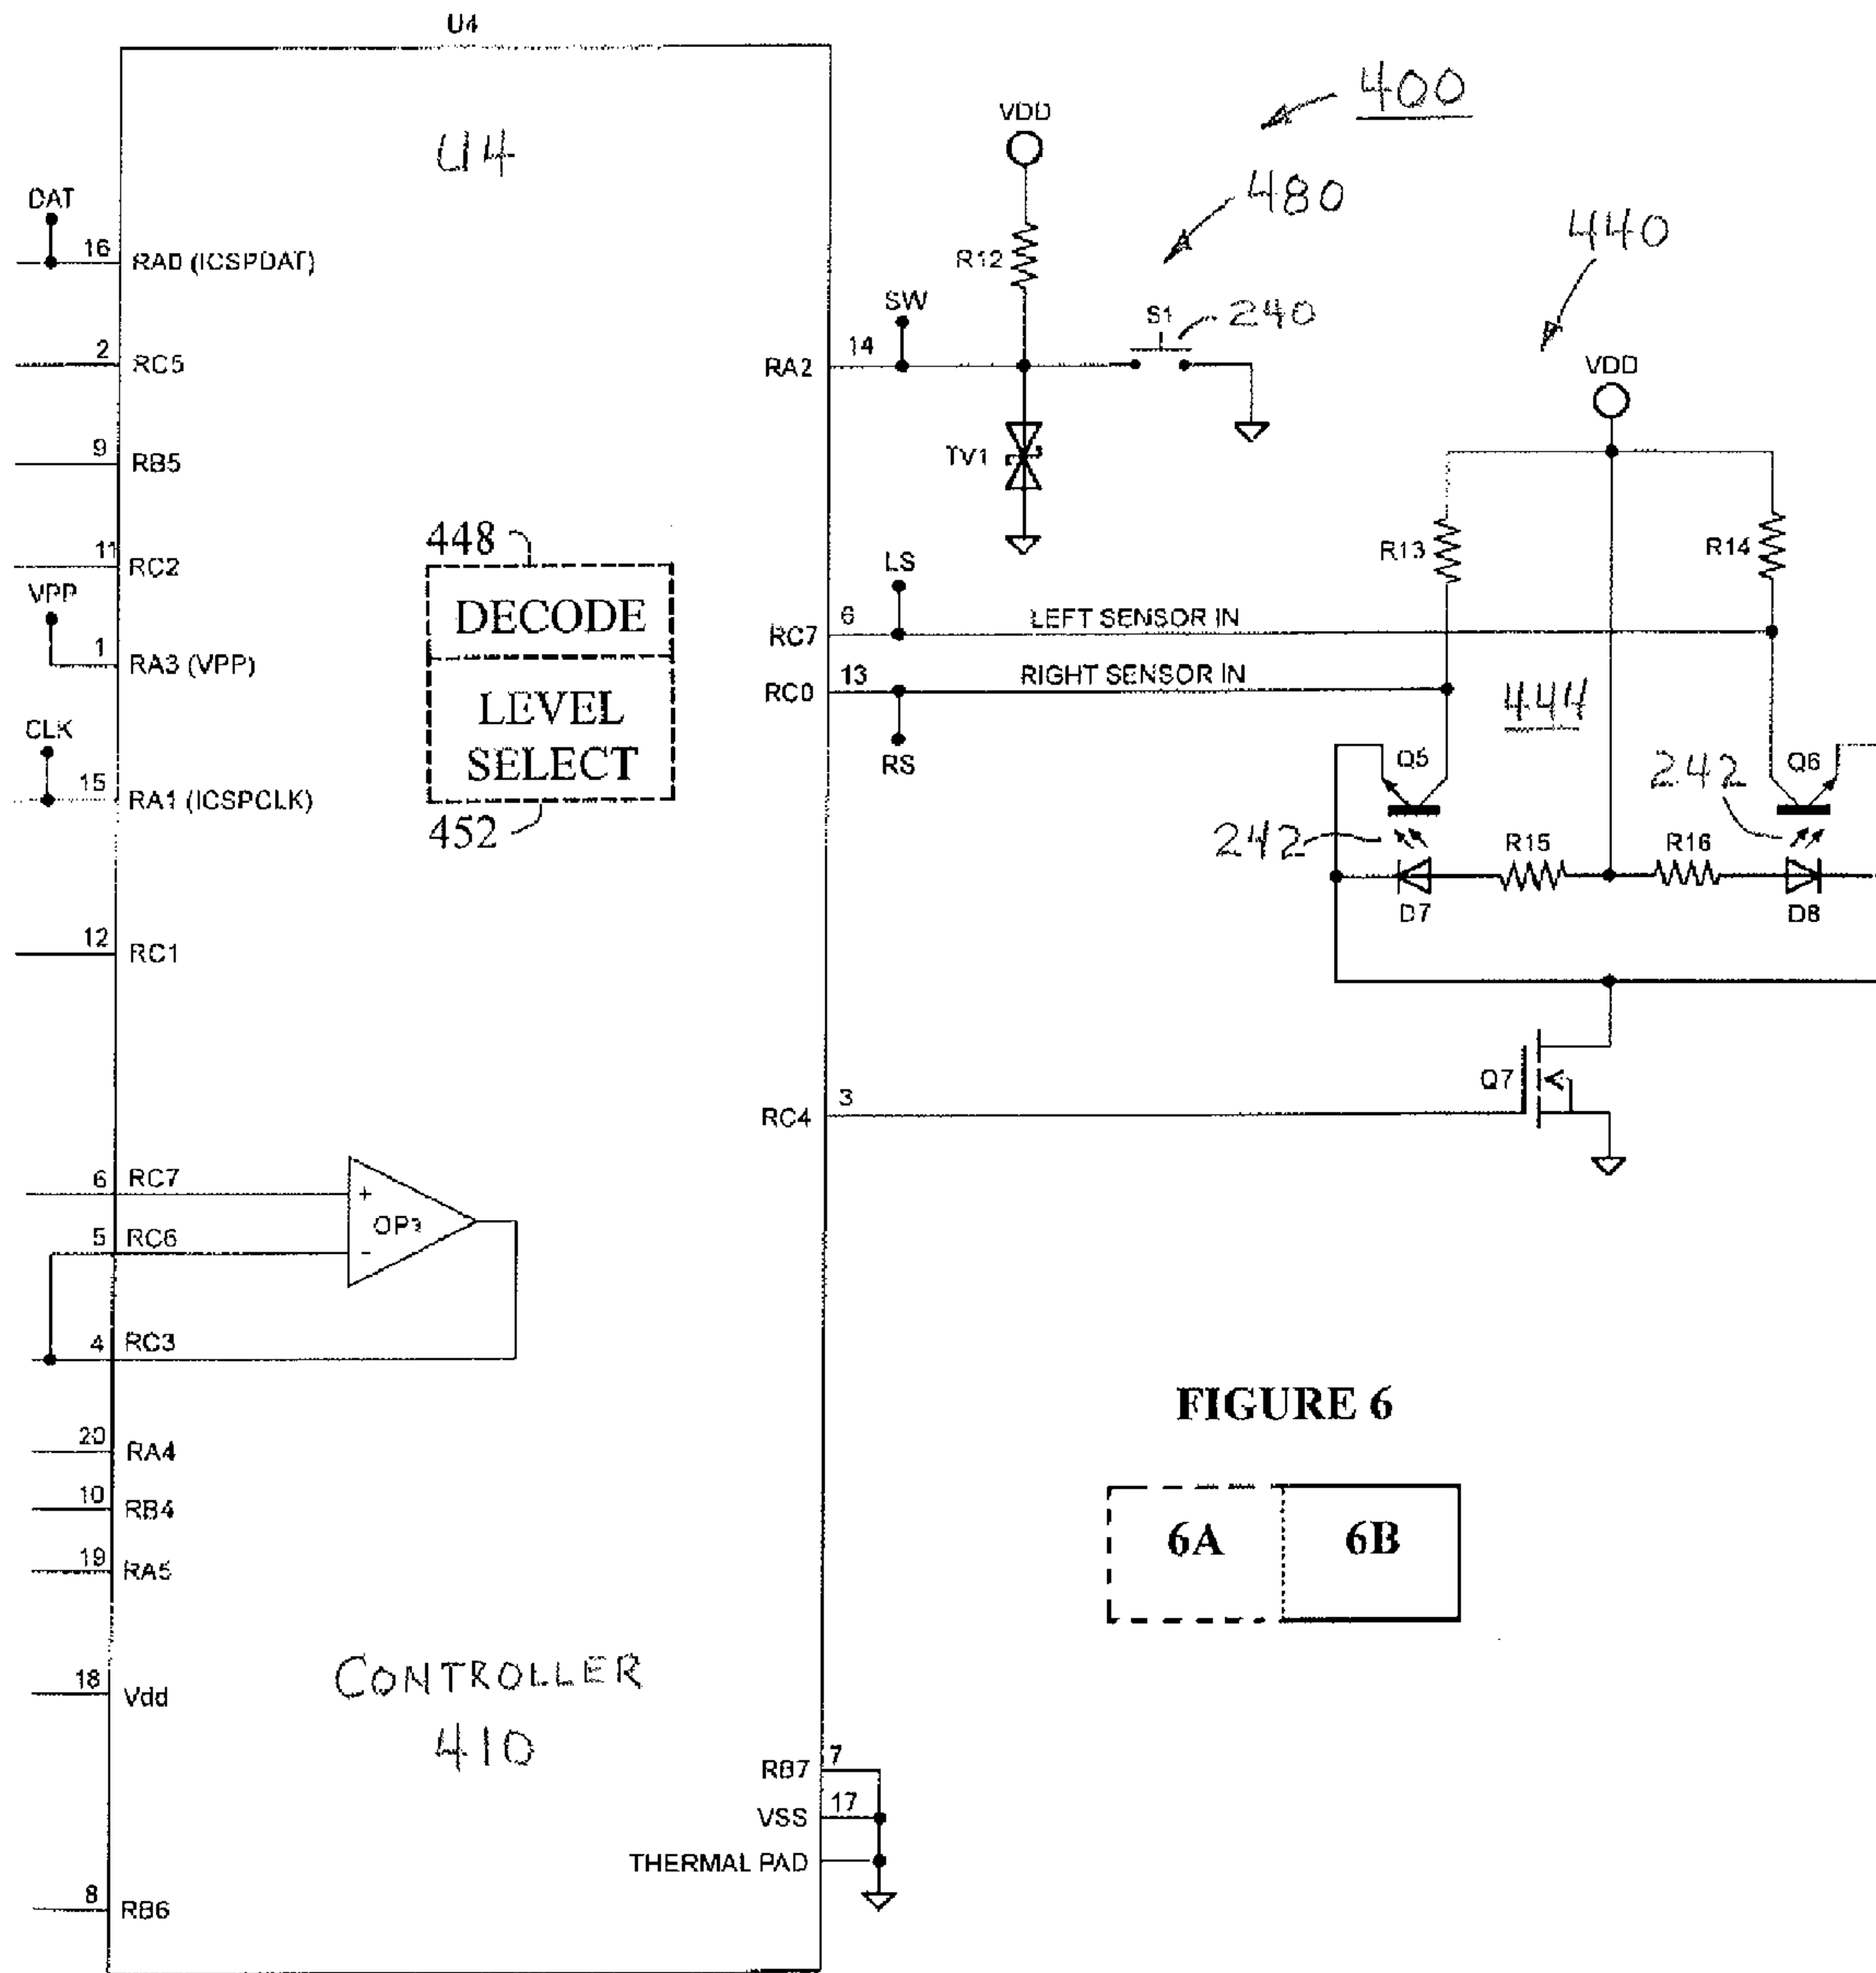 U4
U4
400
VDD
480
440
DAT
16
RA0 (ICSPDAT)
R12
SW
S1
240
2
RC5
14
RA2
VDD
9
RB5
TV1
448
LS
R13
R14
11
RC2
DECODE
VPP
6
LEFT SENSOR IN
RC7
1
RA3 (VPP)
13
RIGHT SENSOR IN
RC0
LEVEL
SELECT
444
CLK
RS
Q5
Q6
15
RA1 (ICSPCLK)
242
452
242
R15
R16
D7
D8
12
RC1
Q7
3
RC4
6
RC7
+
OP3
5
RC6
-
4
RC3
FIGURE 6
20
RA4
10
RB4
6A
6B
19
RA5
CONTROLLER
18
Vdd
410
7
RB7
17
VSS
THERMAL PAD
8
RB6